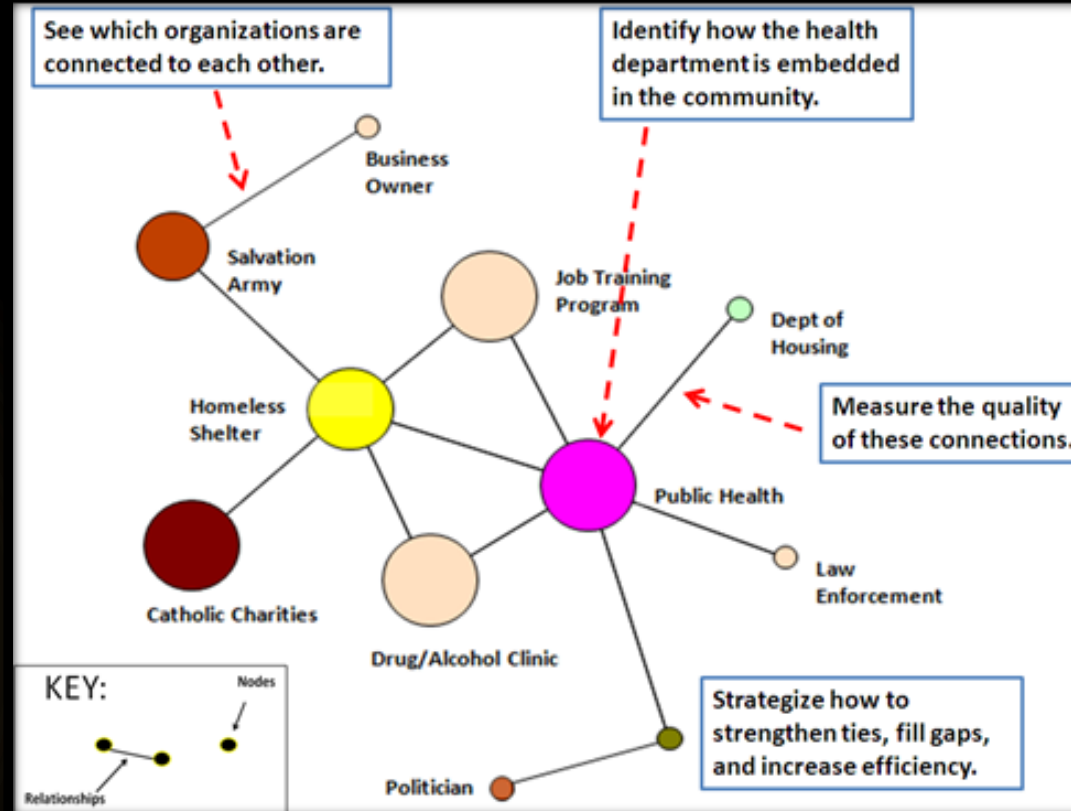 See which organizations are
connected to each other.
Identify how the health
department is embedded
in the community.
Business
Owner
Salvation
Army
Job Training
Program
Dept of
Housing
Homeless
Shelter
Measure the quality
of these connections.
Public Health
Law
Enforcement
Catholic Charities
Drug/Alcohol Clinic
KEY:
Nodes
Relationships
Strategize how to
strengthen ties, fill gaps,
and increase efficiency.
Politician